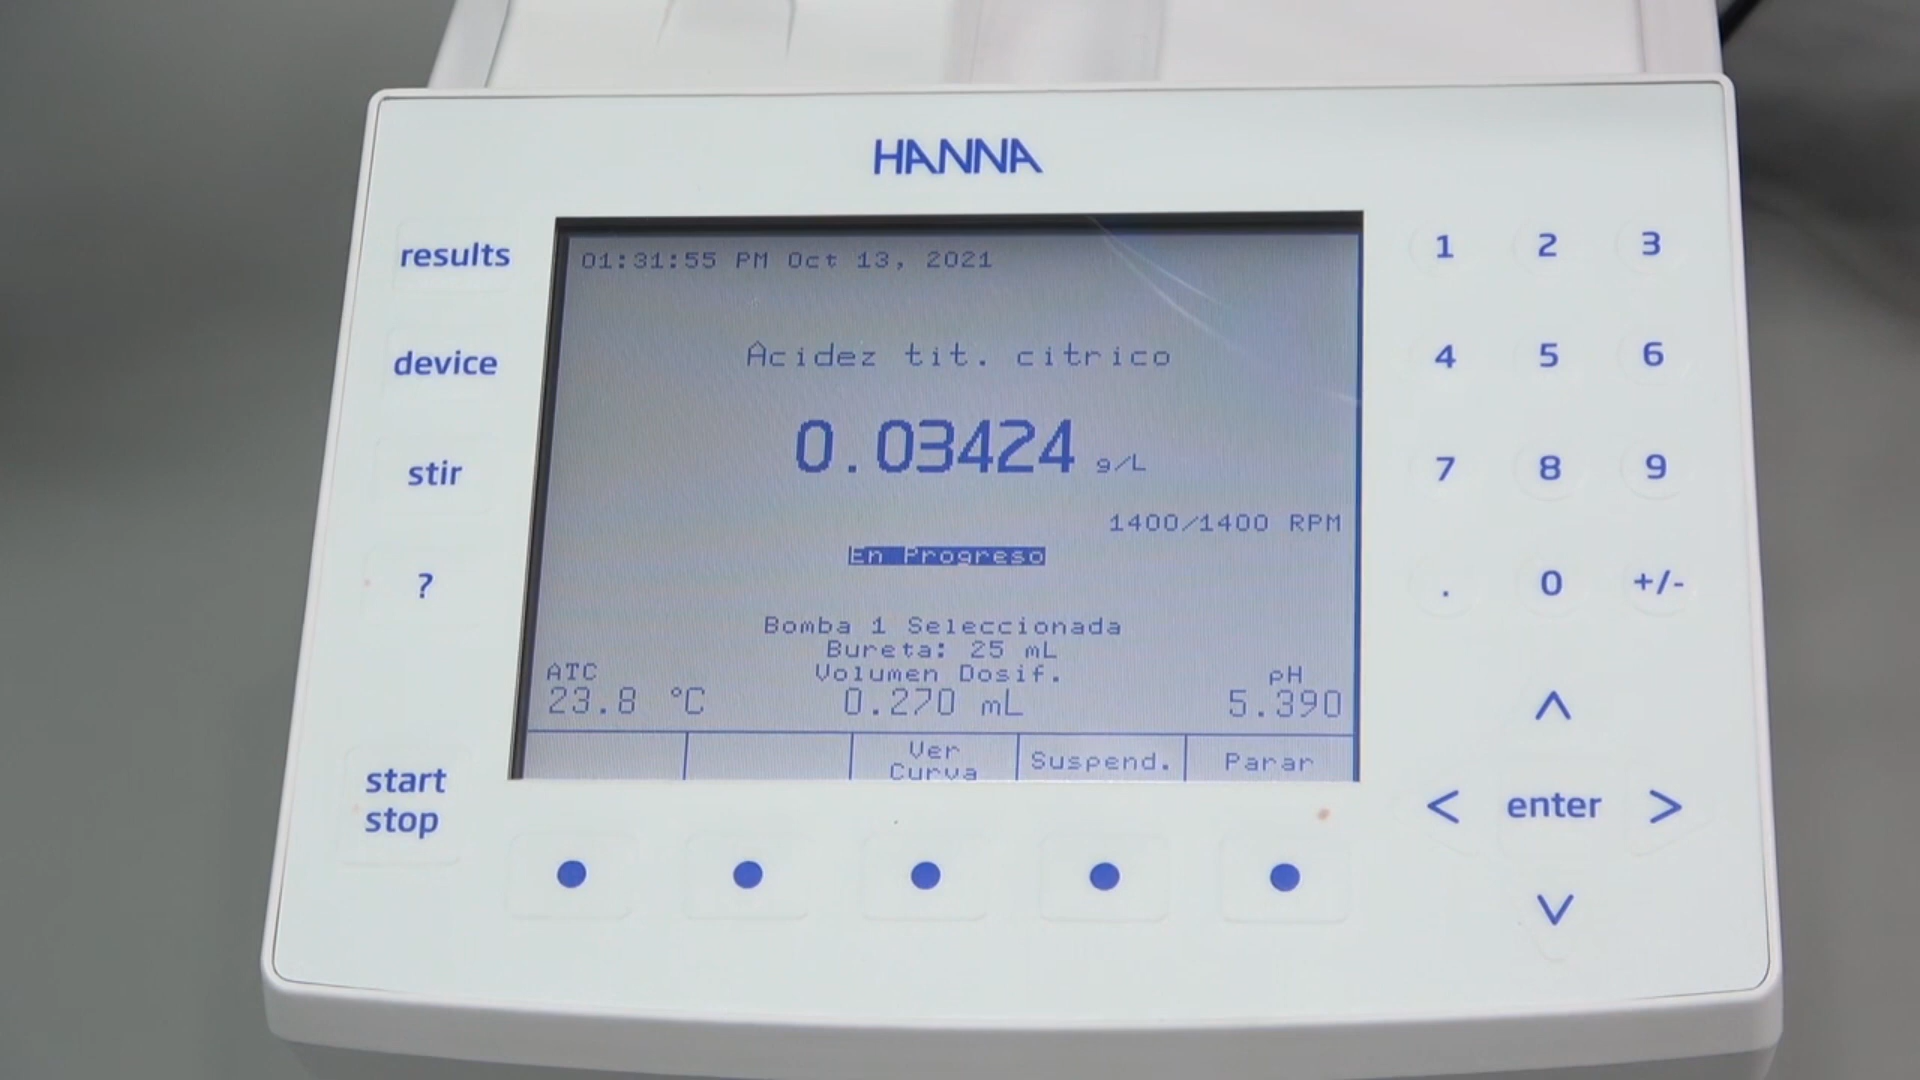 HANNA
results
device
stir
?
start
stop
01:31:55 PM Oct 13, 2021
Âcidez tit. citrico
0.03424 g/L
1400/1400 RPM
En Progreso
Bomba 1 Seleccionada
Bureta: 25 mL
Volumen Dosif.
0.270 mL
ATC
23.8 °C
pH
5.390
Ver
Curva
Suspend.
Parar
1 2 3
4 5 6
7 8 9
. 0 +/-
< enter >